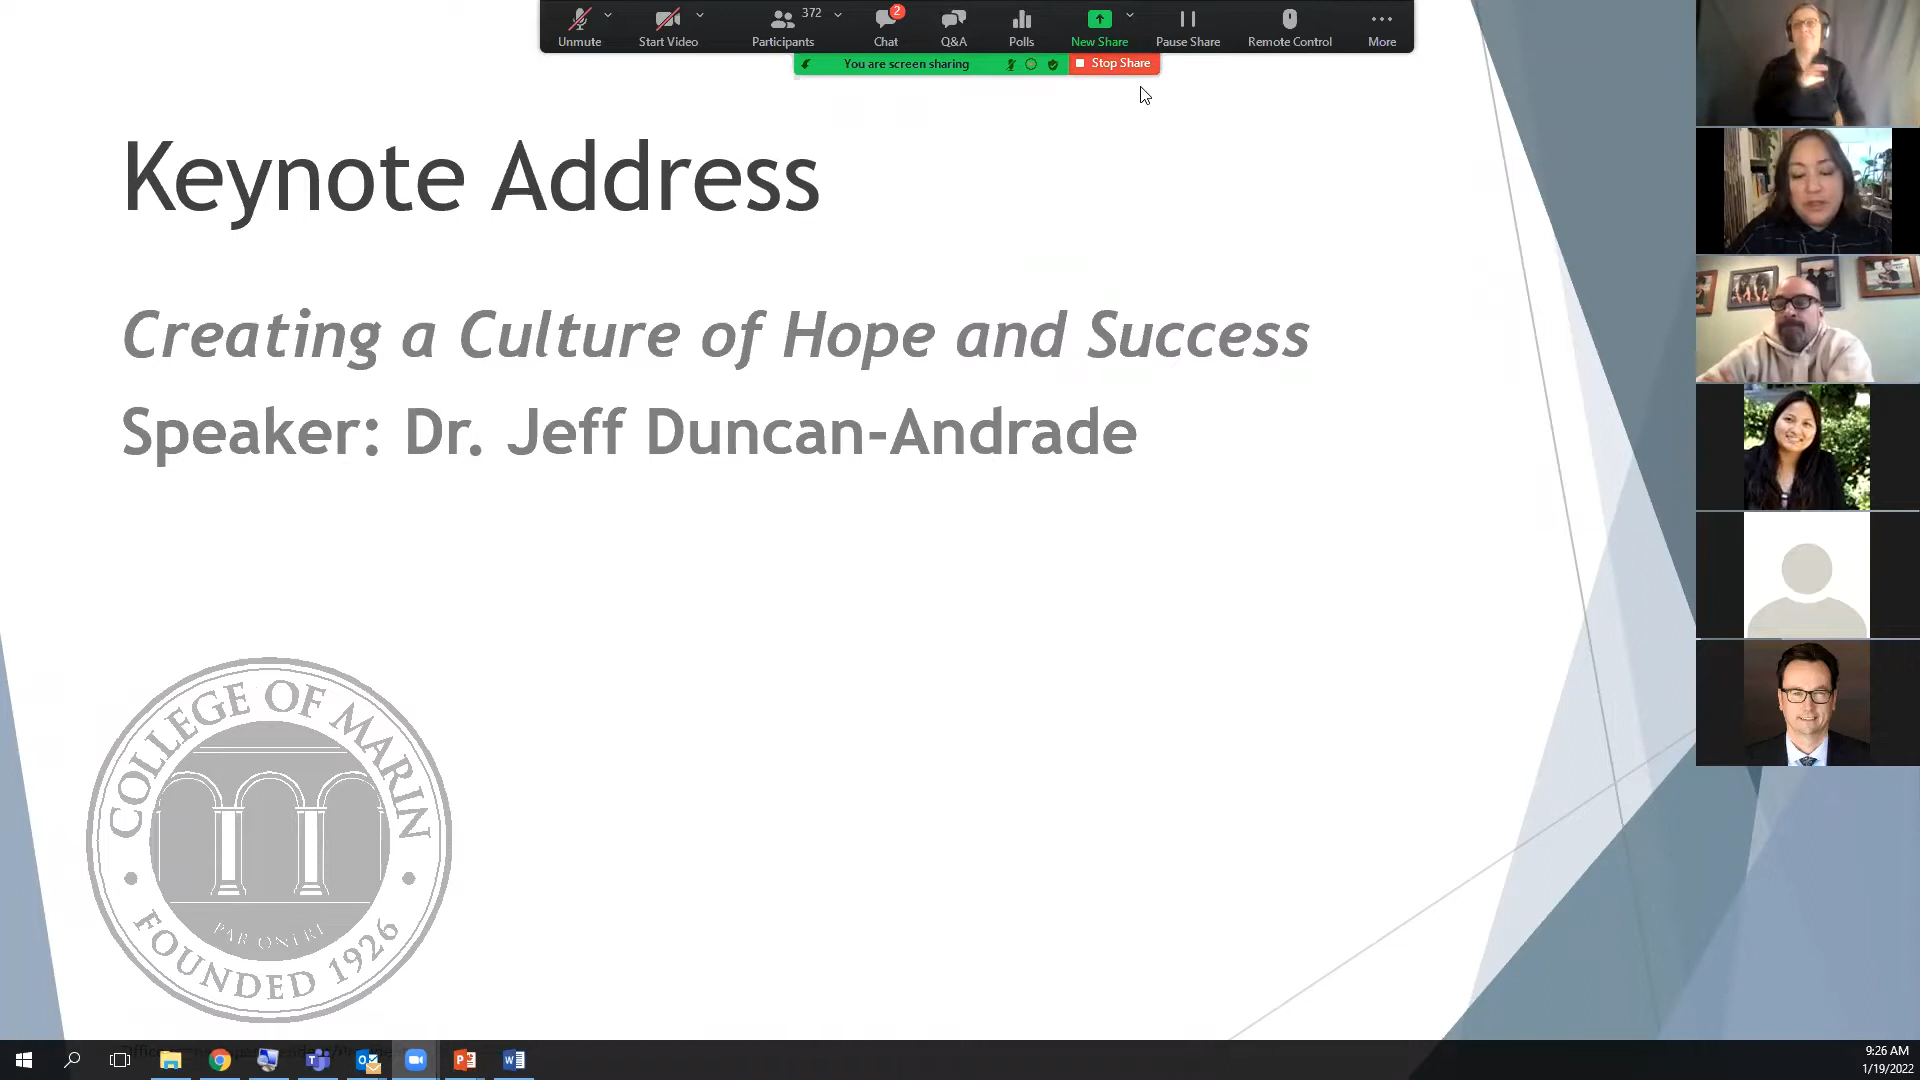 372
2
Unmute
Start Video
Participants
Chat
Q&A
Polls
New Share
Pause Share
Remote Control
More
You are screen sharing
Stop Share
Keynote Address
Creating a Culture of Hope and Success
Speaker: Dr. Jeff Duncan-Andrade
COLLEGE OF MARIN
FOUNDED 1926
9:26 AM
1/19/2022